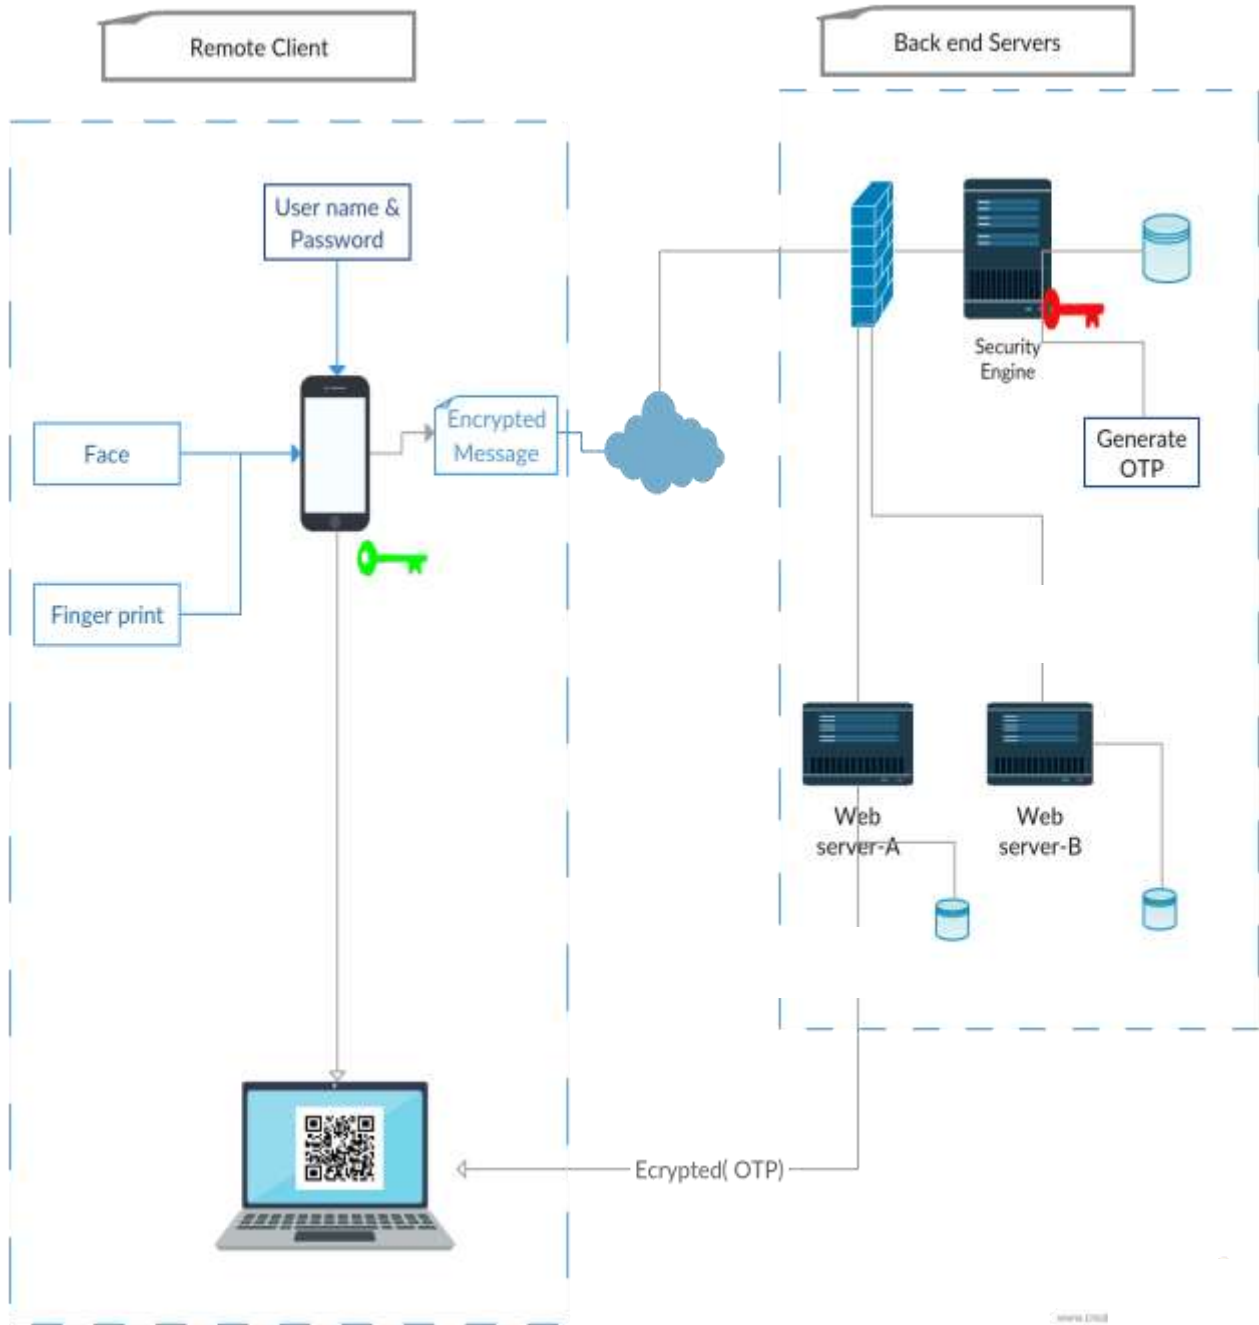 Remote Client
Back end Servers
User name &
Password
Security
Engine
Face
Encrypted
Message
Generate
OTP
Finger print
Web
server-A
Web
server-B
Ecrypted( OTP)